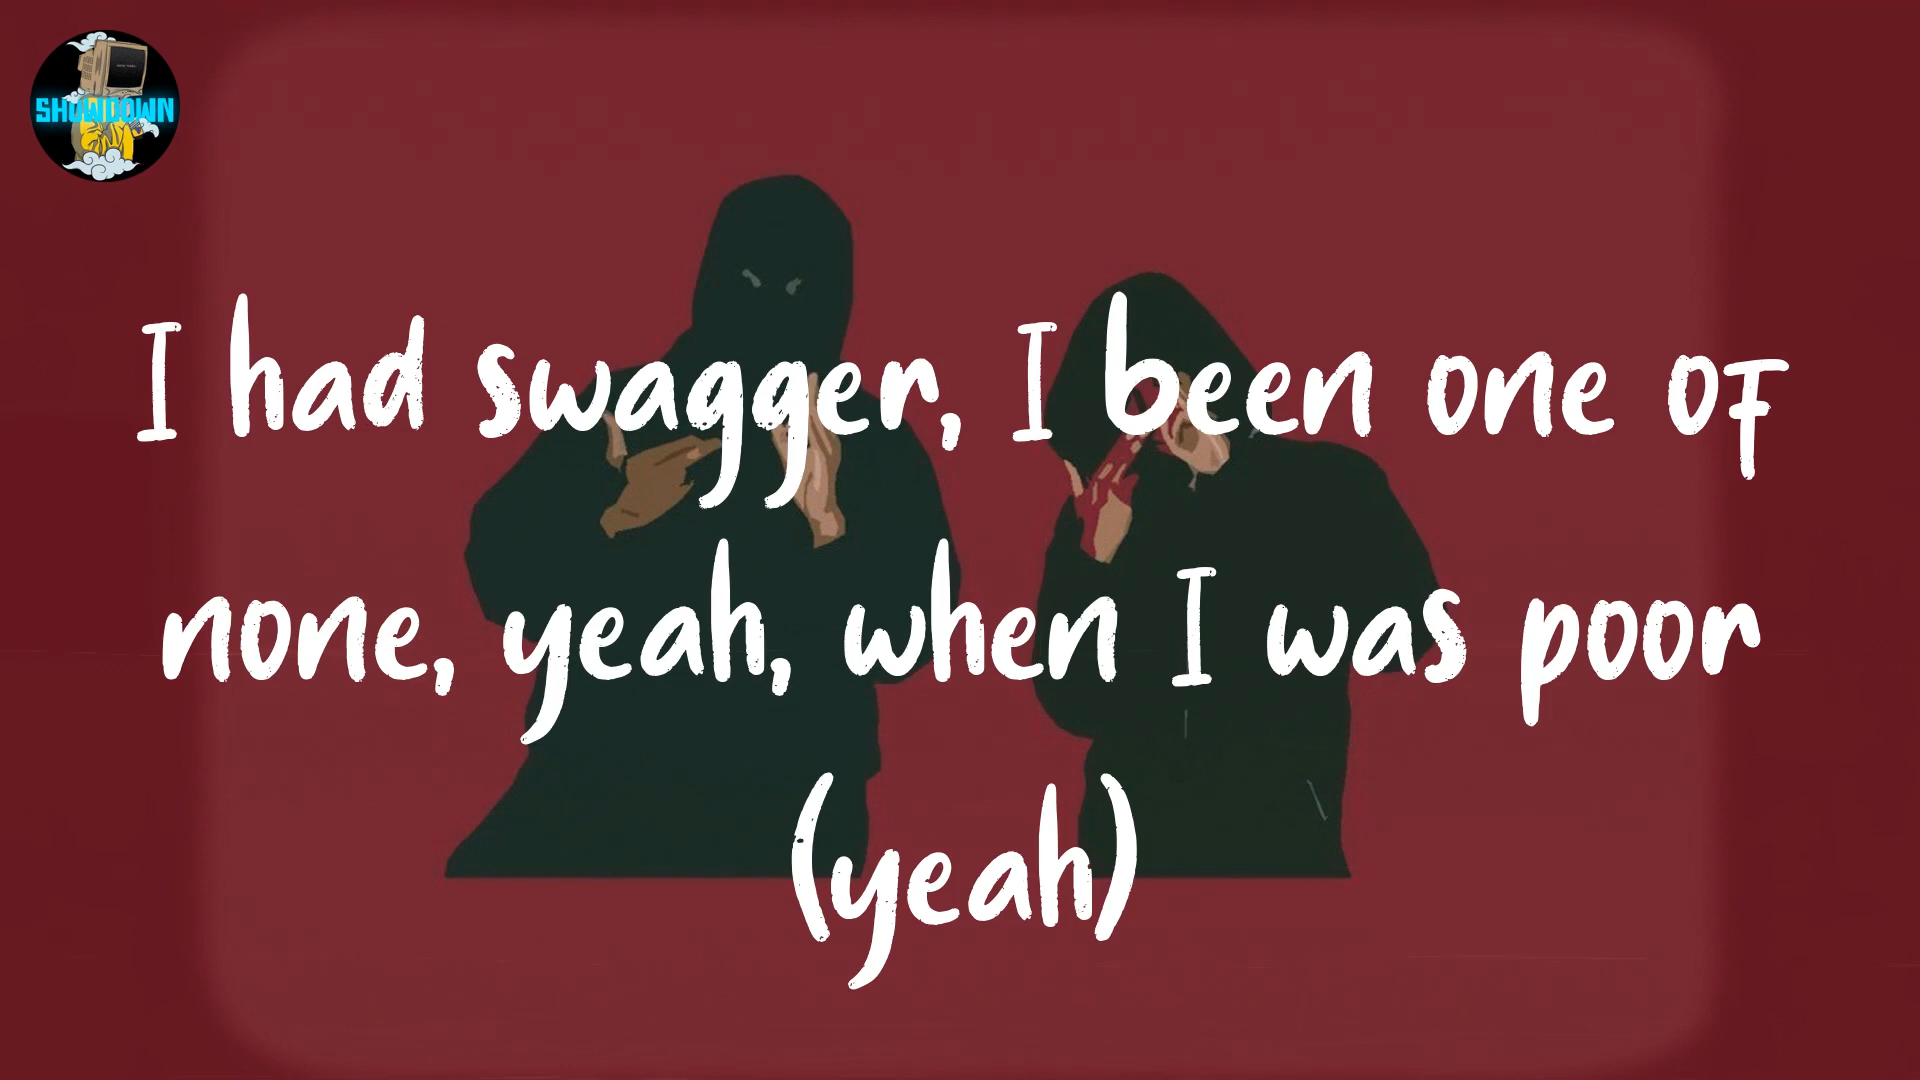 SHOWDOWN
I had swagger, I been one of
none, yeah, when I was poor
(yeah)